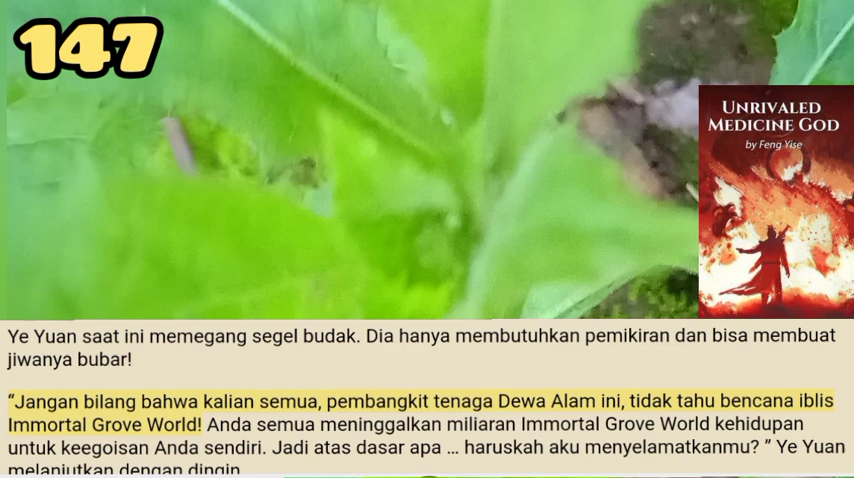 147
UNRIVALED
MEDICINE GOD
by Feng Yise
Ye Yuan saat ini memegang segel budak. Dia hanya membutuhkan pemikiran dan bisa membuat
jiwanya bubar!
“Jangan bilang bahwa kalian semua, pembangkit tenaga Dewa Alam ini, tidak tahu bencana iblis
Immortal Grove World! Anda semua meninggalkan miliaran Immortal Grove World kehidupan
untuk keegoisan Anda sendiri. Jadi atas dasar apa ... haruskah aku menyelamatkanmu? ” Ye Yuan
melanjutkan dengan dingin